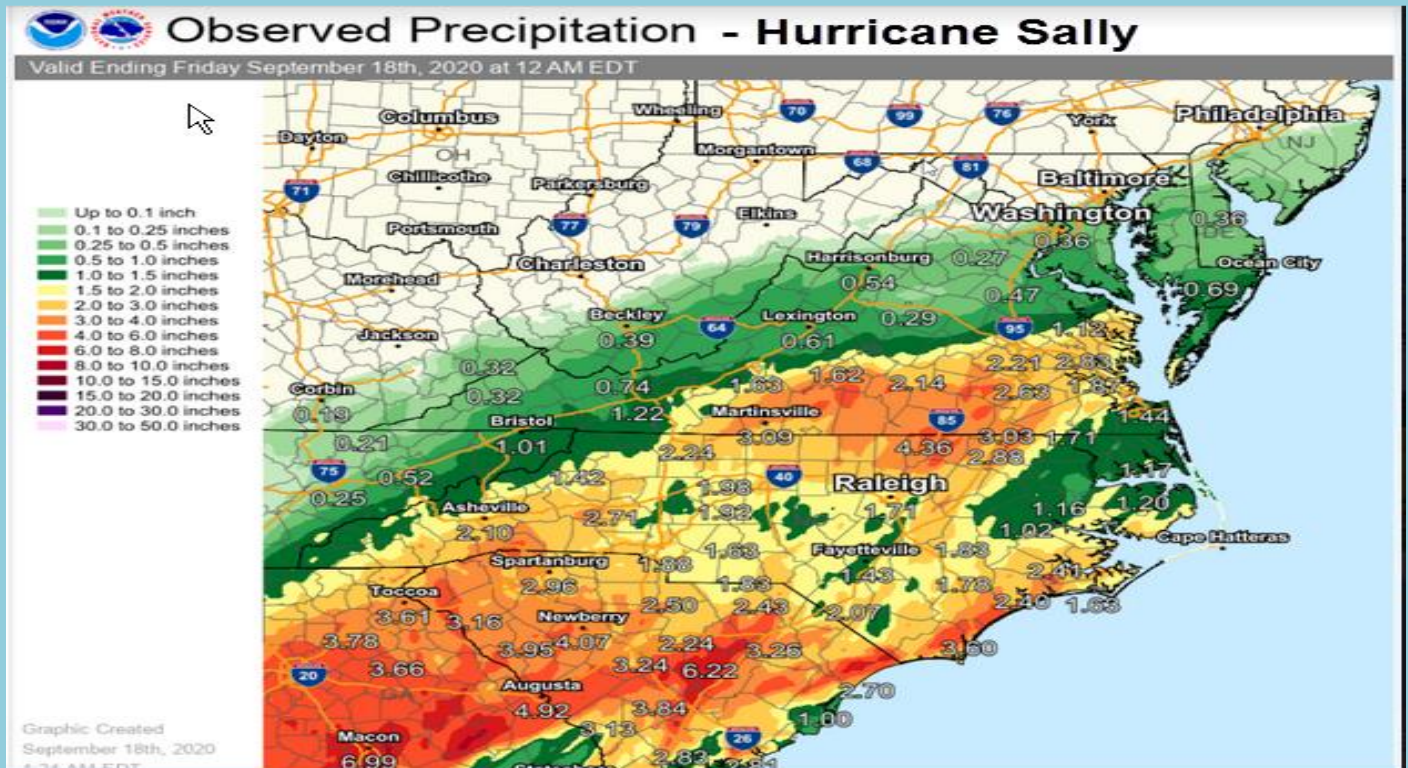 Observed Precipitation - Hurricane Sally
Valid Ending Friday September 18th, 2020 at 12 AM EDT
Up to 0.1 inch
0.1 to 0.25 inches
0.25 to 0.5 inches
0.5 to 1.0 inches
1.0 to 1.5 inches
1.5 to 2.0 inches
2.0 to 3.0 inches
3.0 to 4.0 inches
4.0 to 6.0 inches
6.0 to 8.0 inches
8.0 to 10.0 inches
10.0 to 15.0 inches
15.0 to 20.0 inches
20.0 to 30.0 inches
30.0 to 50.0 inches
Graphic Created
September 18th, 2020
Columbus Wheeling 70 99 76 York Philadelphia
Dayton OH Morgantown NJ
Chillicothe Parkersburg 68 81 Baltimore
71 77 79 Elkins Washington 0.36
Portsmouth 0.36 DE
Charleston Harrisonburg 0.27 Ocean City
Morehead 0.54 0.47 0.69
Beckley 64 Lexington 0.29 95 1.12
Jackson 0.39 0.61
0.32 2.21 2.83
Corbin 0.32 0.74 1.63 1.62 2.14 2.63 1.87
0.19 Bristol 1.22 Martinsville 85 1.44
0.21 1.01 3.09 4.36 3.03 1.71
75 0.52 2.24 2.88
0.25 1.42 1.98 40 Raleigh 1.17
Asheville 2.71 1.92 1.71 1.16 1.20
2.10 1.02 Cape Hatteras
Spartanburg 1.88 1.63 Fayetteville 1.83
Toccoa 2.96 1.83 1.43 1.78 2.41
3.61 3.16 Newberry 2.50 2.43 2.07 2.40 1.53
3.78 3.95 4.07 2.24 3.26 3.60
20 3.66 3.24 6.22
GA Augusta 2.70
4.92 3.84 1.00
Macon 3.13 26
6.99 2.83